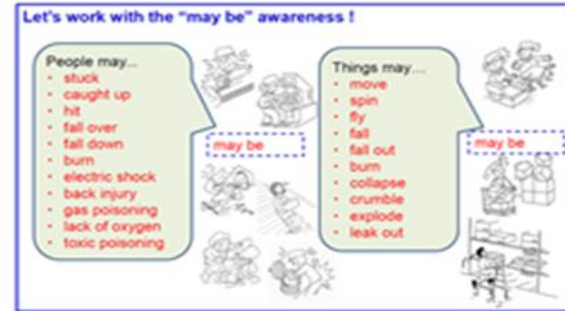 Let's work with the "may be" awareness !
People may...
• stuck
• caught up
• hit
• fall over
• fall down
• burn
• electric shock
• back injury
• gas poisoning
• lack of oxygen
• toxic poisoning
may be
Things may...
• move
• spin
• fly
• fall
• fall out
• burn
• collapse
• crumble
• explode
• leak out
may be